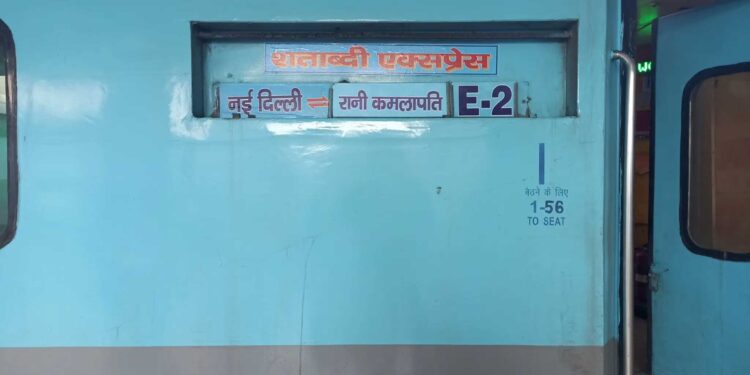 शताब्दी एक्सप्रेस
नई दिल्ली ⇌ रानी कमलापति E-2
बैठने के लिए
1-56
TO SEAT